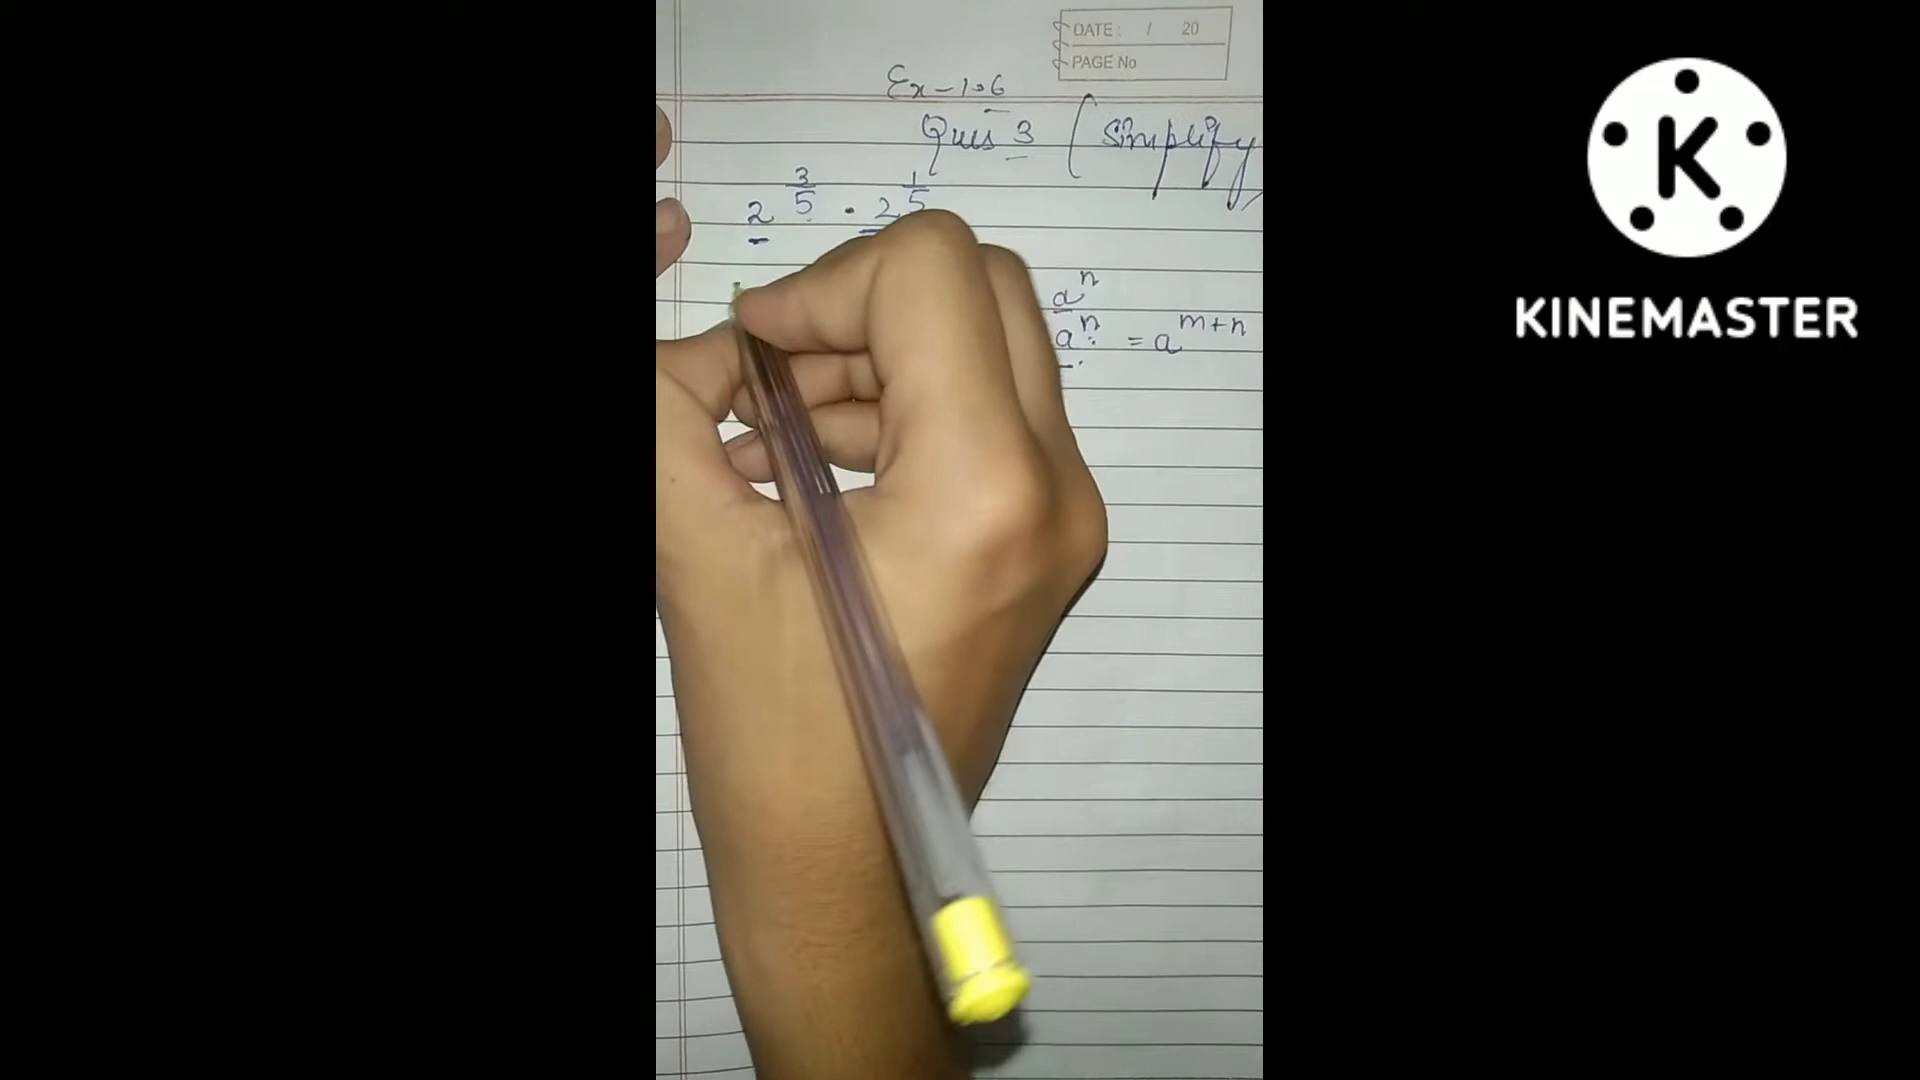 DATE : / 20
PAGE No
Ex-1.6
Ques 3 (Simplify
2^{3/5} . 2^{1/5}
a^n
a^n = a^{m+n}
K
KINEMASTER